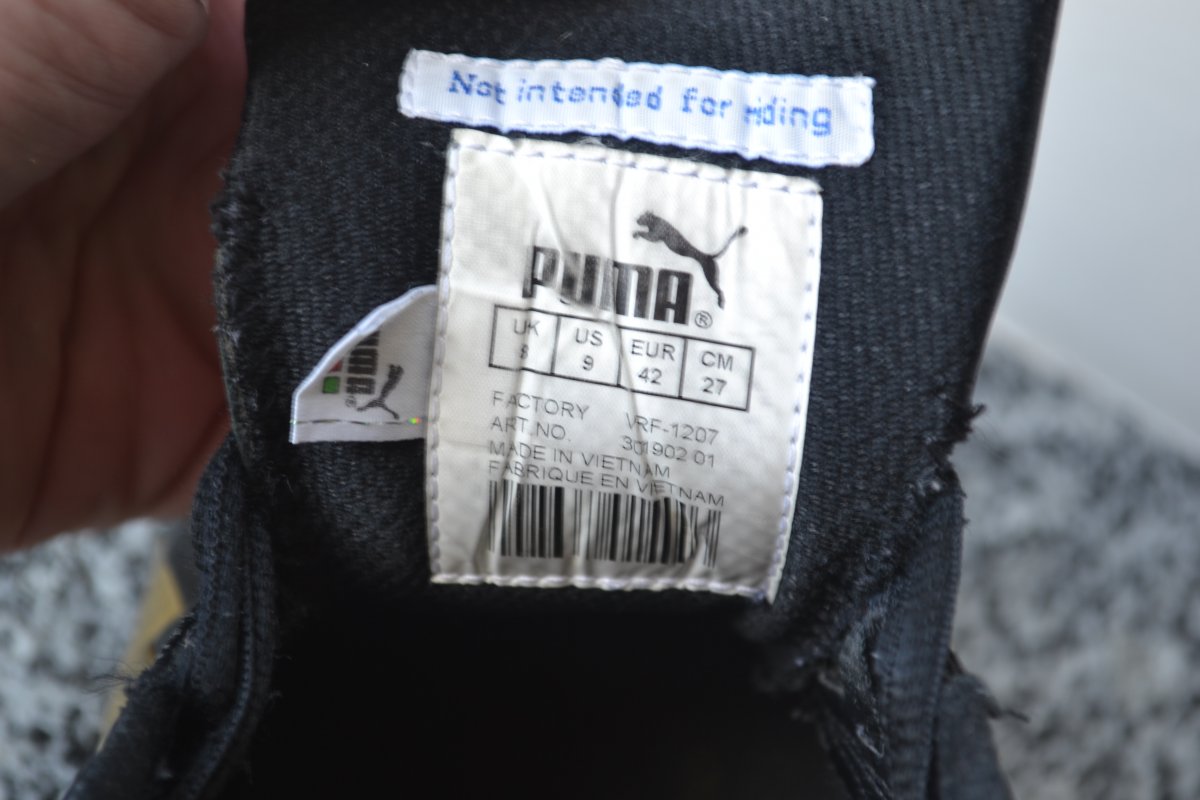 Not intended for riding
PUMA®
UK US EUR CM
8 9 42 27
FACTORY VRF-1207
ART.NO. 301902 01
MADE IN VIETNAM
FABRIQUE EN VIETNAM
PUMA®